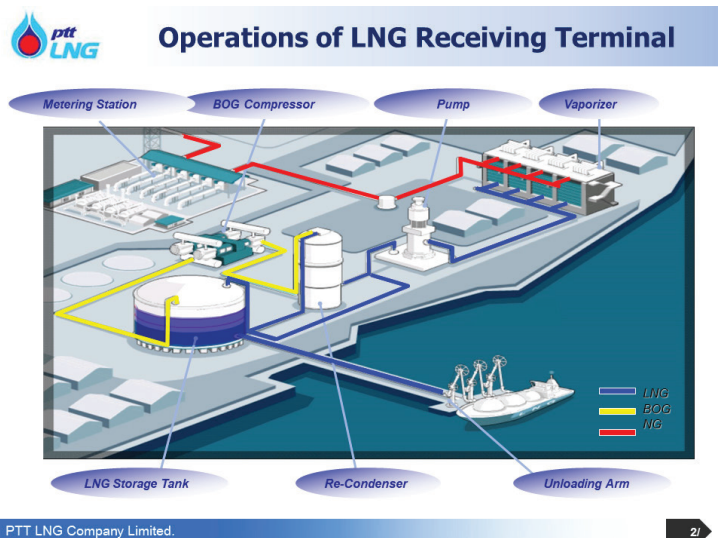 ptt
LNG
Operations of LNG Receiving Terminal
Metering Station
BOG Compressor
Pump
Vaporizer
LNG
BOG
NG
LNG Storage Tank
Re-Condenser
Unloading Arm
PTT LNG Company Limited.
2/